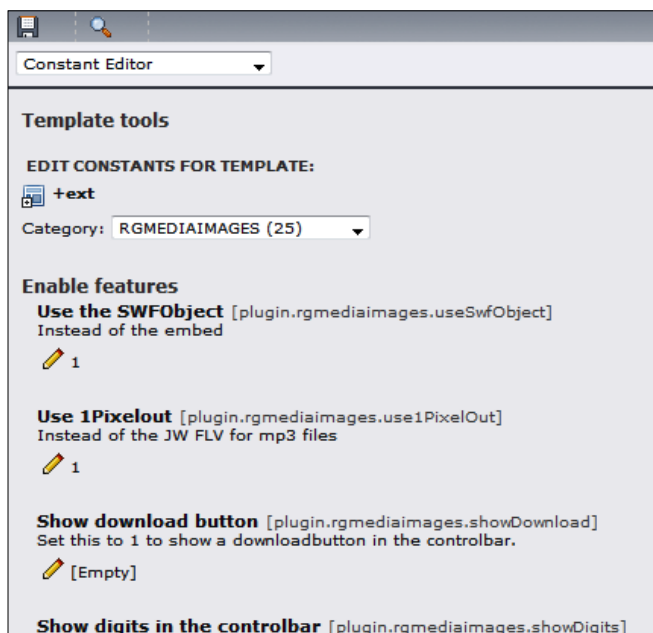 Constant Editor
Template tools
EDIT CONSTANTS FOR TEMPLATE:
+ext
Category: RGMEDIAIMAGES (25)
Enable features
Use the SWFObject [plugin.rgmediaimages.useSwfObject]
Instead of the embed
1
Use 1Pixelout [plugin.rgmediaimages.use1PixelOut]
Instead of the JW FLV for mp3 files
1
Show download button [plugin.rgmediaimages.showDownload]
Set this to 1 to show a downloadbutton in the controlbar.
[Empty]
Show digits in the controlbar [plugin.rgmediaimages.showDigits]